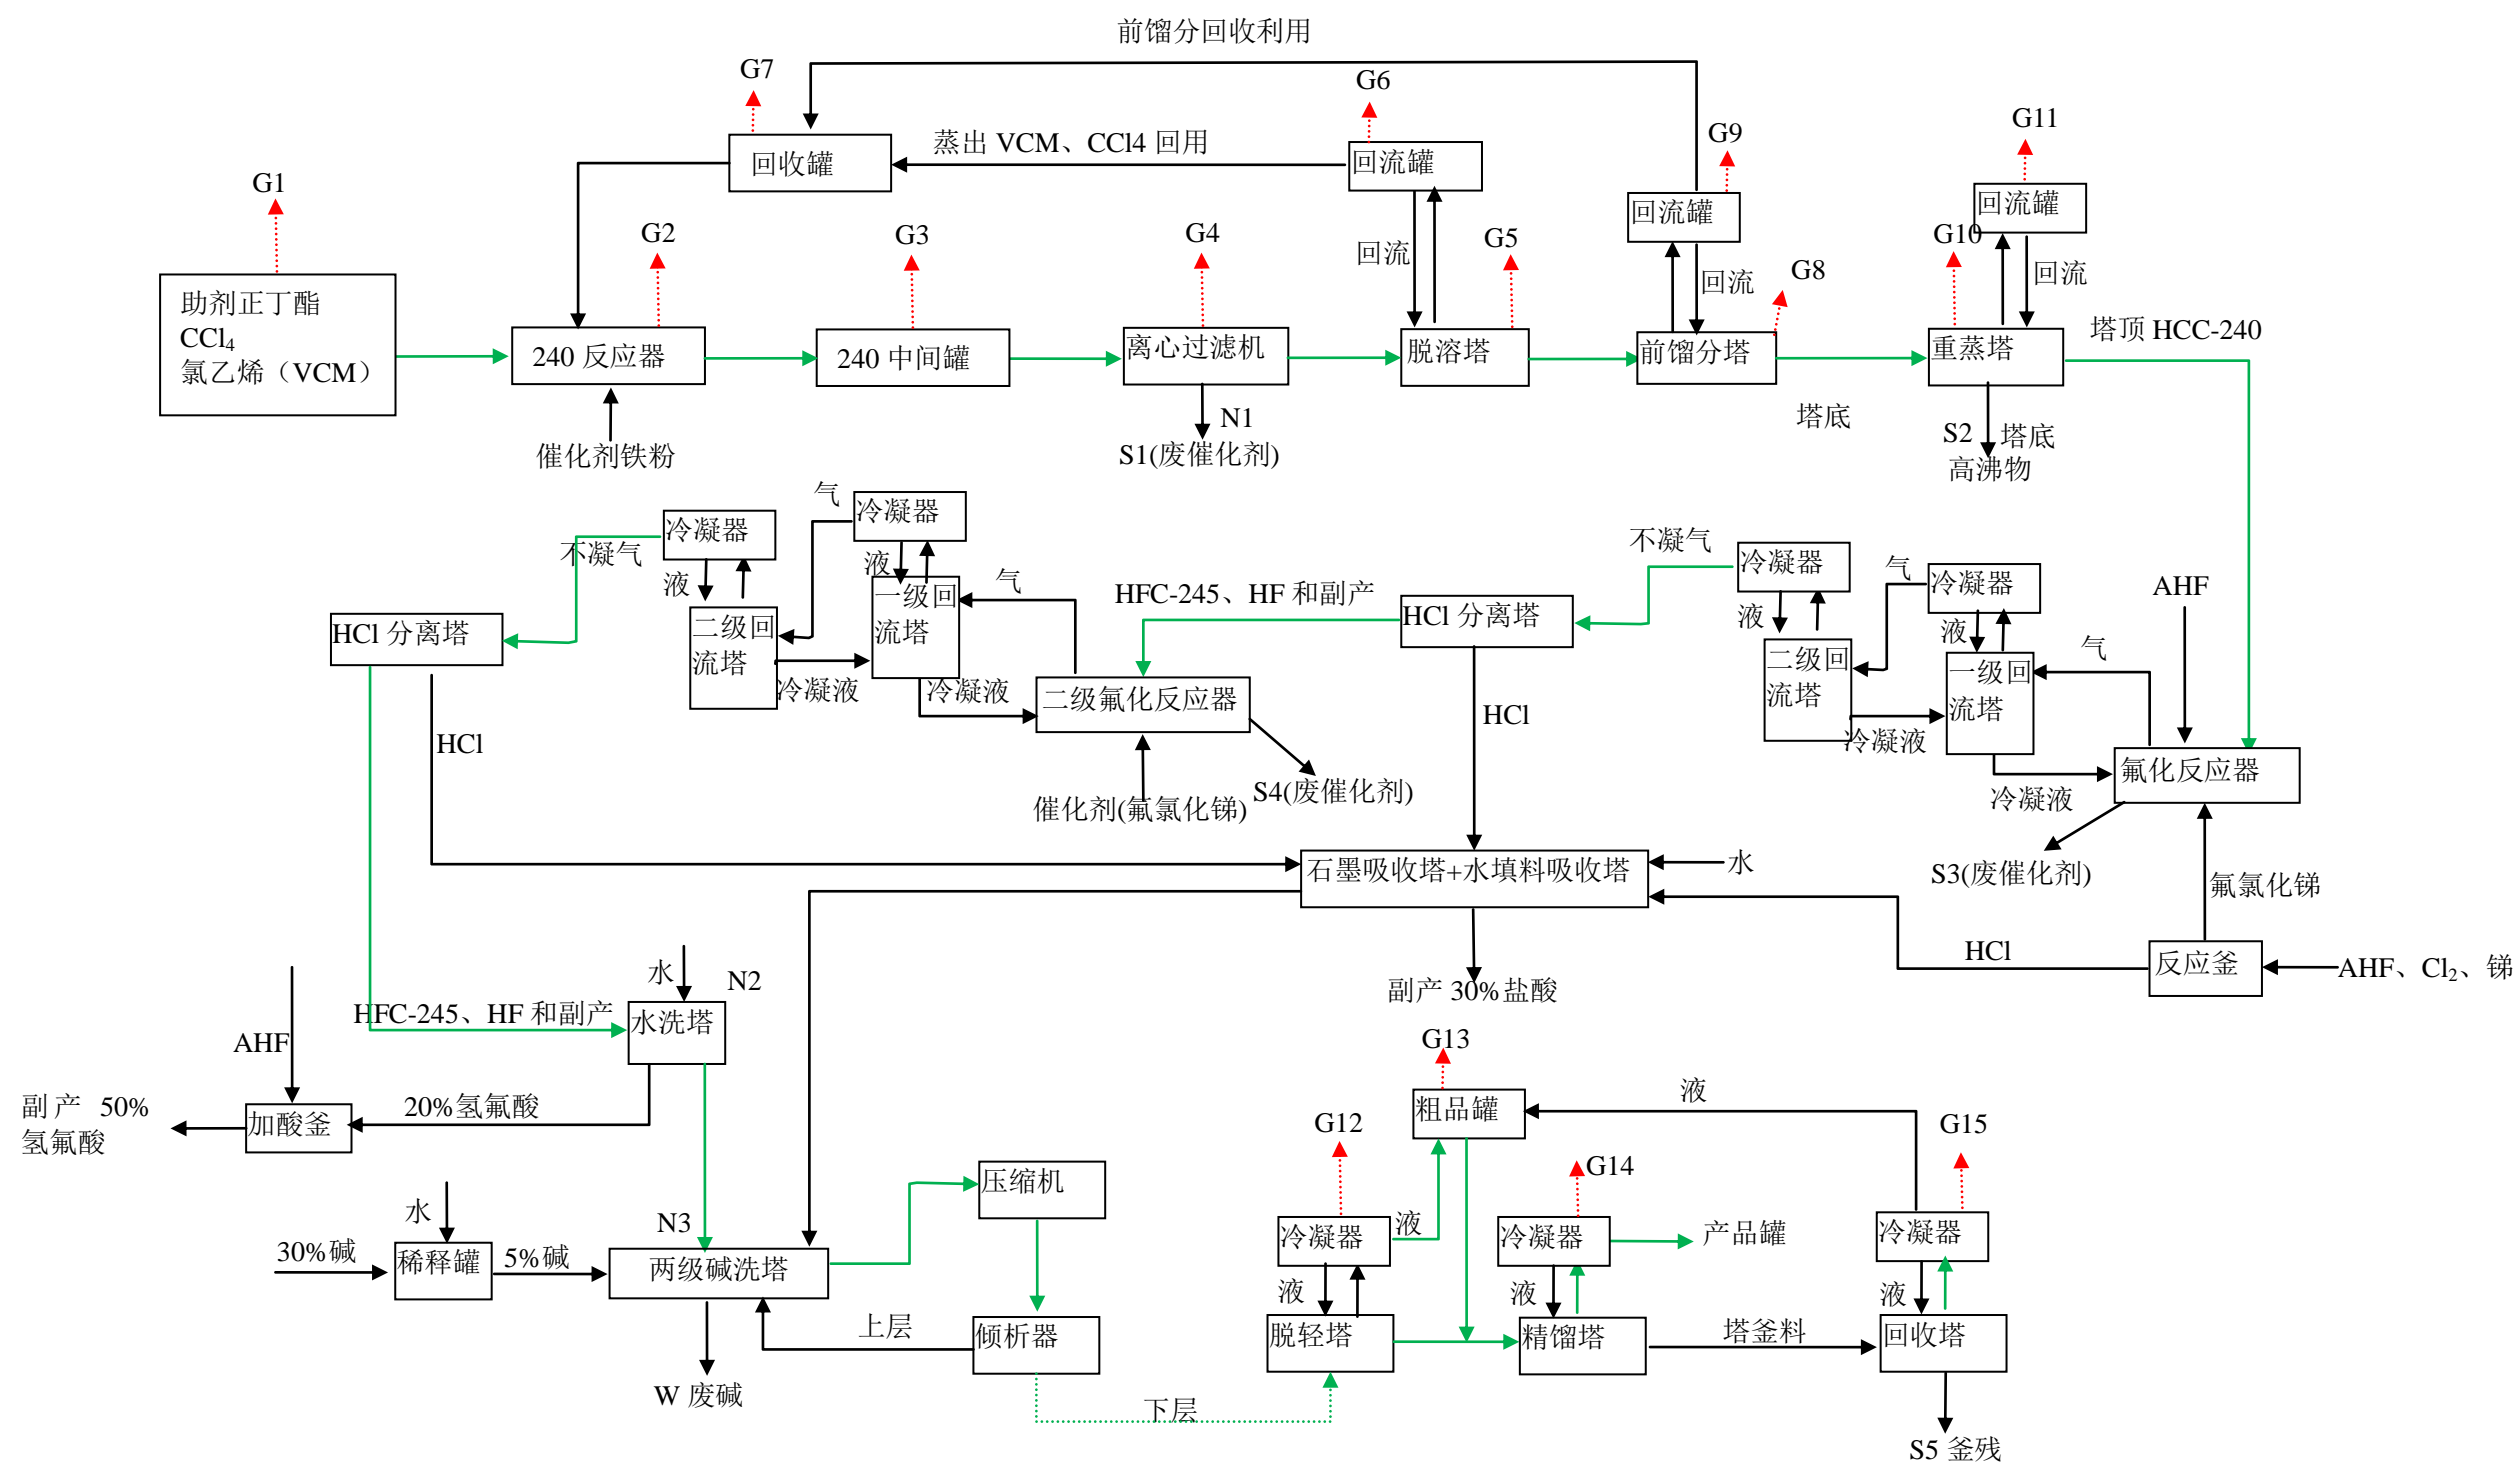 前馏分回收利用
G7
G6
G11
G9
蒸出 VCM、CCl4 回用
回收罐
回流罐
G1
回流罐
回流罐
G2
G3
G4
G5
G10
回流
回流
回流
G8
助剂正丁酯
CCl4
氯乙烯（VCM）
240 反应器
240 中间罐
离心过滤机
脱溶塔
前馏分塔
重蒸塔
塔顶 HCC-240
催化剂铁粉
N1
S1(废催化剂)
塔底
S2
塔底
高沸物
不凝气
冷凝器
气
冷凝器
液
液
二级回
流塔
一级回
流塔
气
冷凝液
冷凝液
HCl 分离塔
HFC-245、HF 和副产
HCl 分离塔
不凝气
冷凝器
气
冷凝器
液
液
AHF
二级回
流塔
一级回
流塔
气
冷凝液
冷凝液
二级氟化反应器
氟化反应器
HCl
HCl
催化剂(氟氯化锑)
S4(废催化剂)
S3(废催化剂)
氟氯化锑
石墨吸收塔+水填料吸收塔
水
HCl
反应釜
AHF、Cl2、锑
副产 30%盐酸
水
N2
HFC-245、HF 和副产
水洗塔
AHF
副产 50%
氢氟酸
加酸釜
20%氢氟酸
G13
粗品罐
液
G12
G14
G15
压缩机
水
N3
30%碱
稀释罐
5%碱
两级碱洗塔
冷凝器
液
冷凝器
产品罐
冷凝器
液
液
液
上层
倾析器
脱轻塔
精馏塔
塔釜料
回收塔
W 废碱
下层
S5 釜残